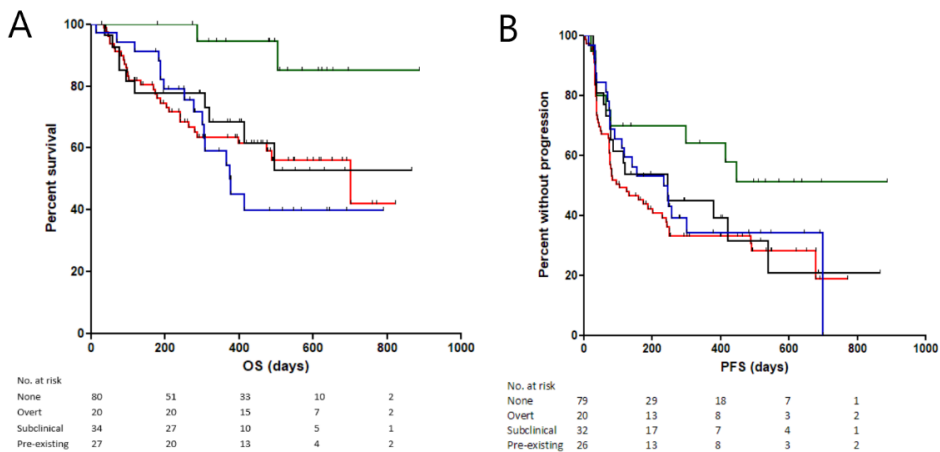 A
Percent survival
100
80
60
40
20
0
0 200 400 600 800 1000
OS (days)
No. at risk
None 80 51 33 10 2
Overt 20 20 15 7 2
Subclinical 34 27 10 5 1
Pre-existing 27 20 13 4 2
B
Percent without progression
100
80
60
40
20
0
0 200 400 600 800 1000
PFS (days)
No. at risk
None 79 29 18 7 1
Overt 20 13 8 3 2
Subclinical 32 17 7 4 1
Pre-existing 26 13 8 3 2